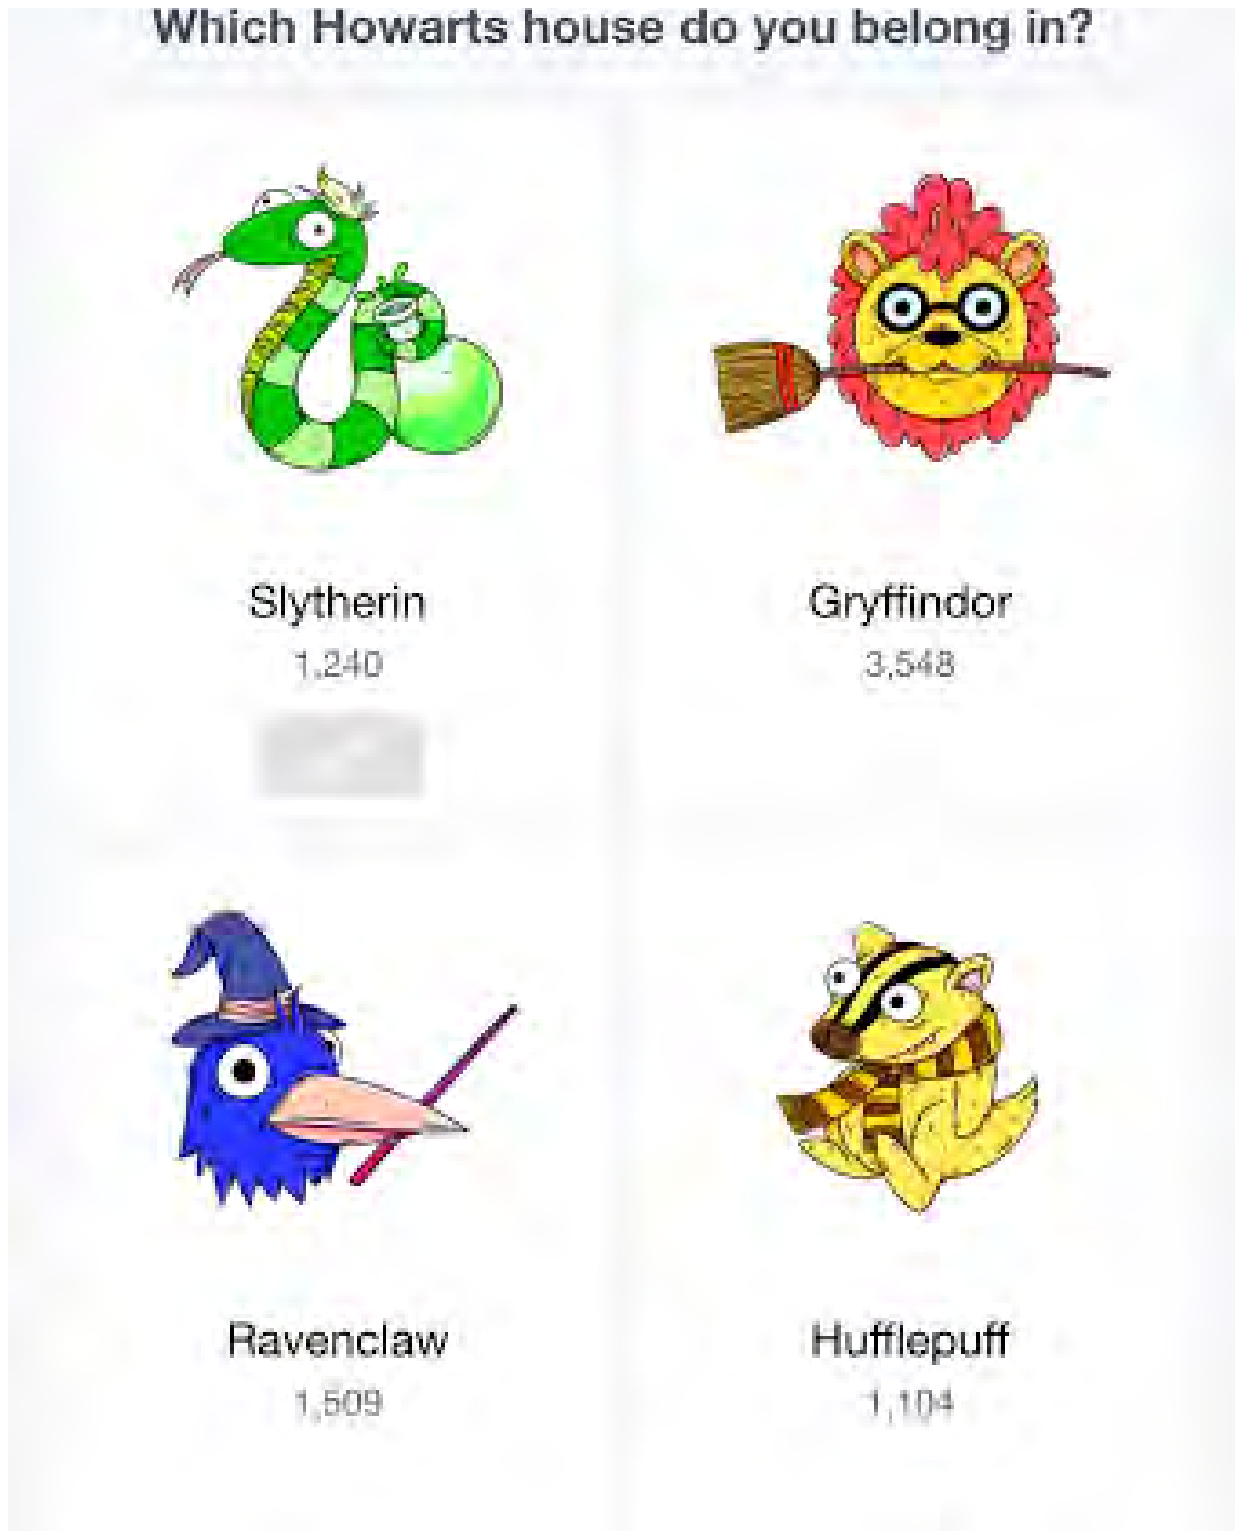 Which Howarts house do you belong in?
Slytherin
1,240
Gryffindor
3,548
Ravenclaw
1,509
Hufflepuff
1,104